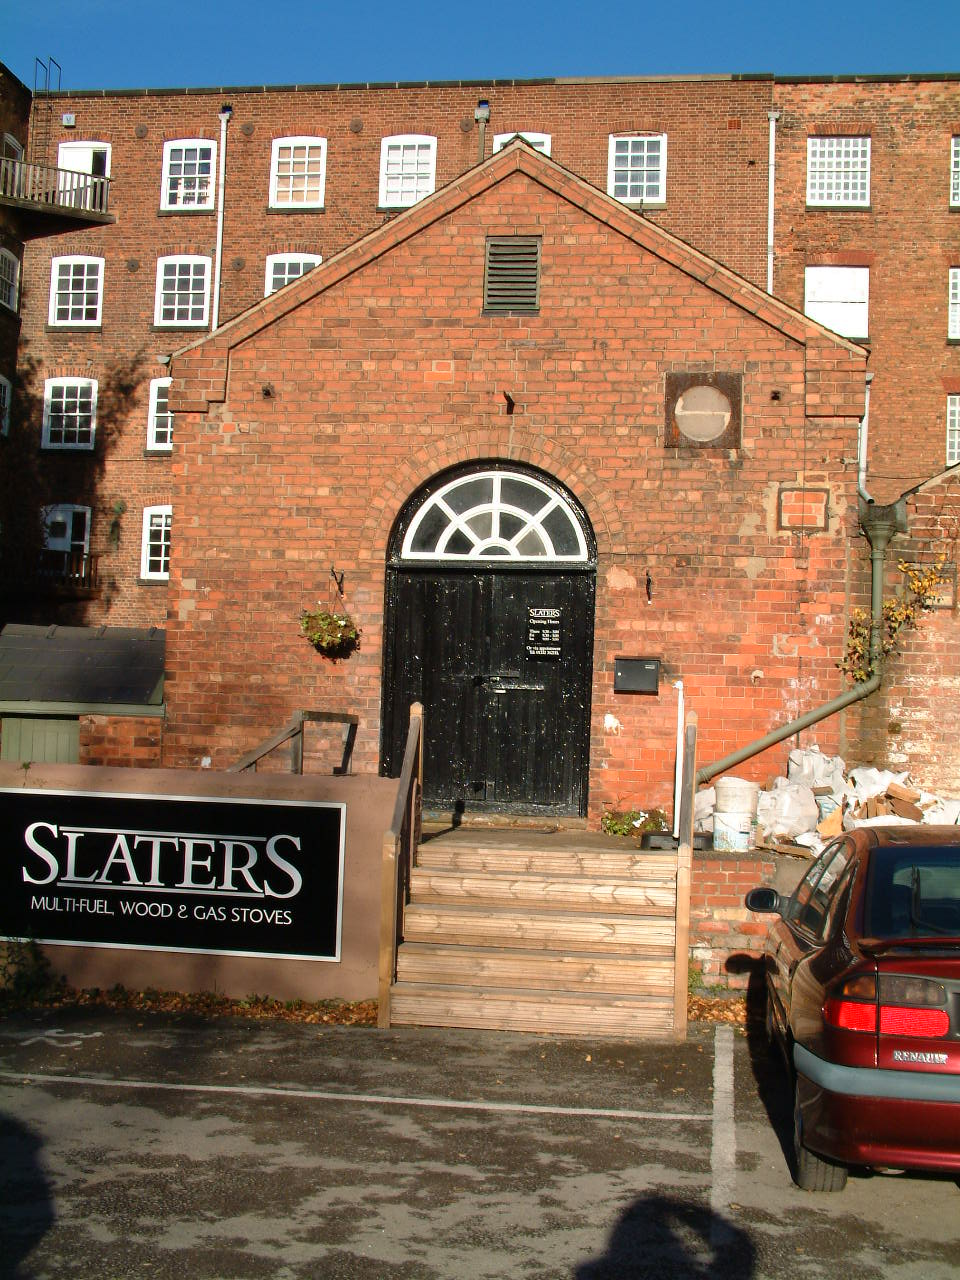 SLATERS
Opening Hours
SLATERS
MULTI-FUEL, WOOD & GAS STOVES
RENAULT